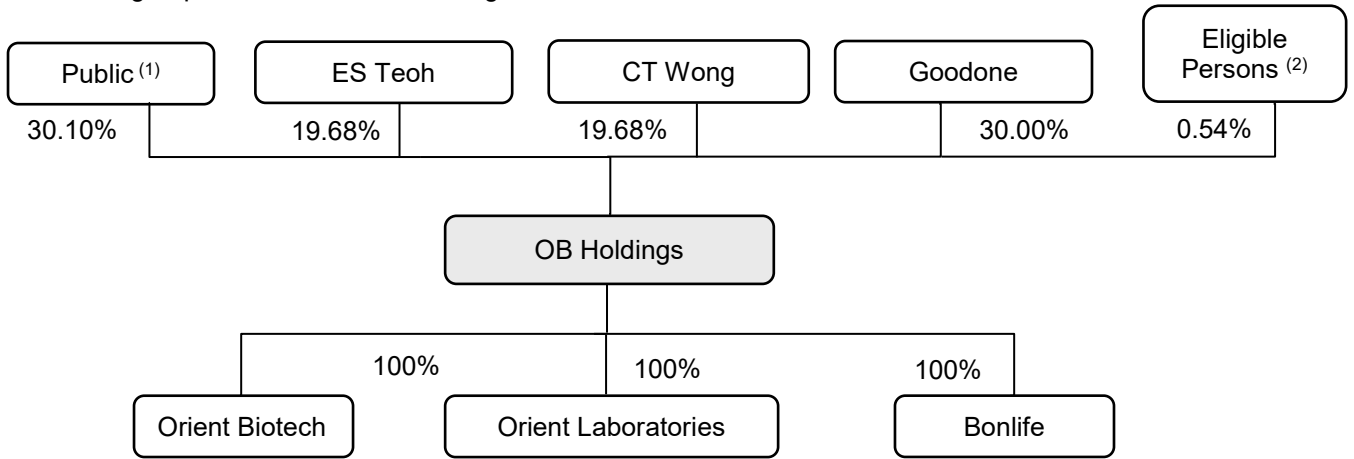 Public (1)
ES Teoh
CT Wong
Goodone
Eligible
Persons (2)
30.10%
19.68%
19.68%
30.00%
0.54%
OB Holdings
100%
100%
100%
Orient Biotech
Orient Laboratories
Bonlife